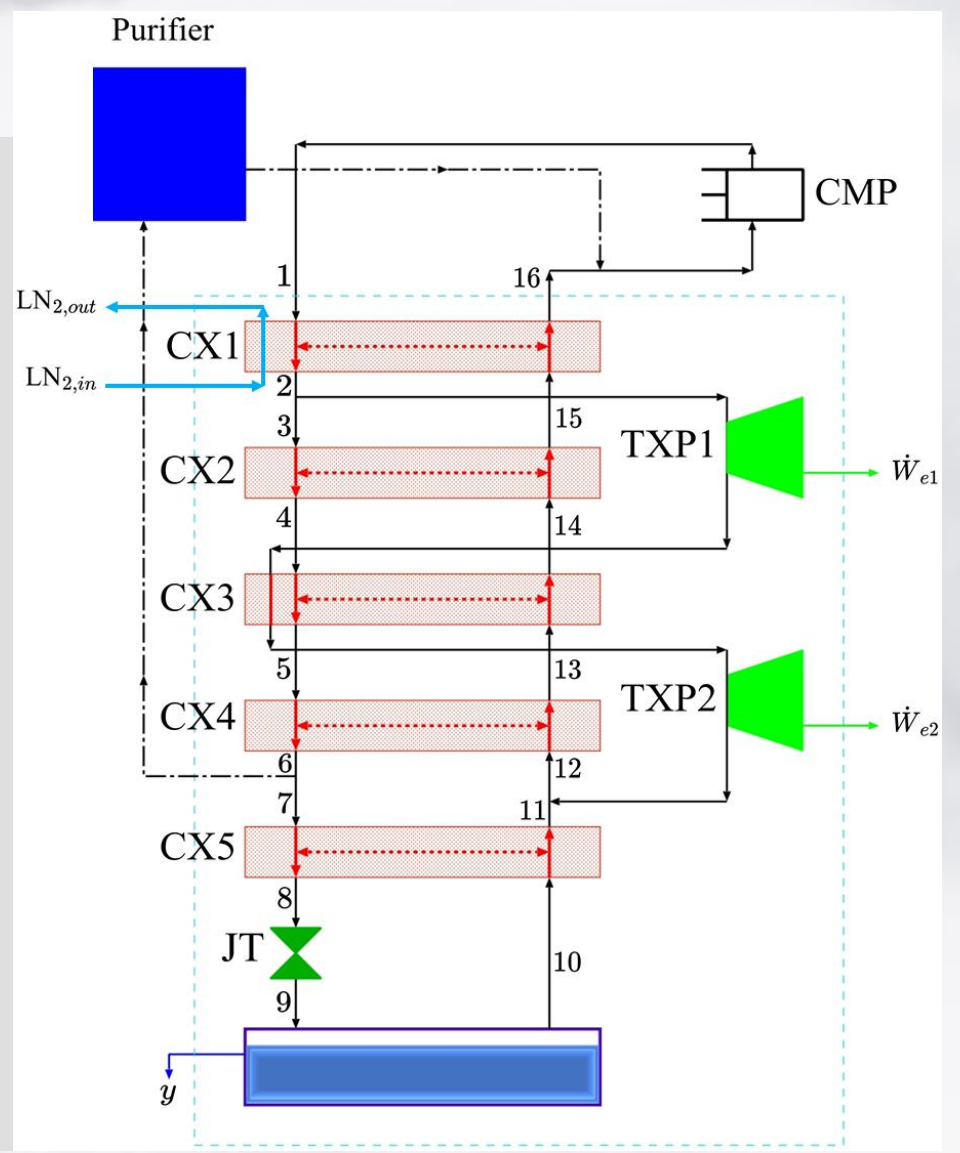 Purifier
CMP
1
16
LN2,out
CX1
LN2,in
2
15
3
TXP1
CX2
Ẇe1
4
14
CX3
5
13
TXP2
CX4
Ẇe2
6
12
7
11
CX5
8
JT
10
9
y